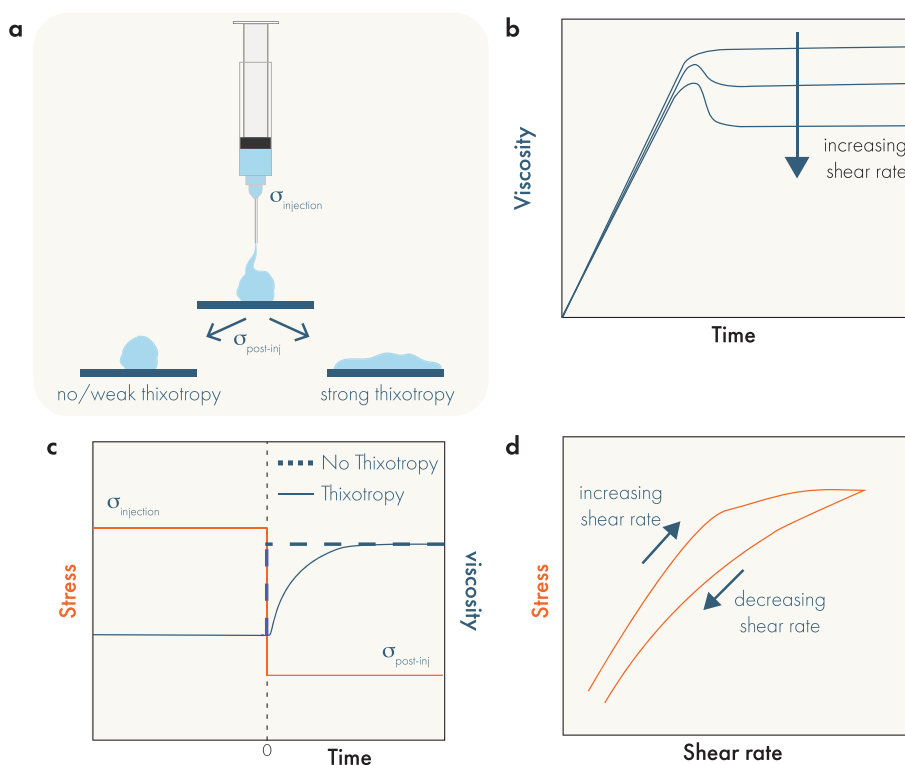 a
σinjection
σpost-inj
no/weak thixotropy
strong thixotropy
b
Viscosity
increasing
shear rate
Time
c
No Thixotropy
Thixotropy
σinjection
Stress
viscosity
σpost-inj
0
Time
d
increasing
shear rate
Stress
decreasing
shear rate
Shear rate